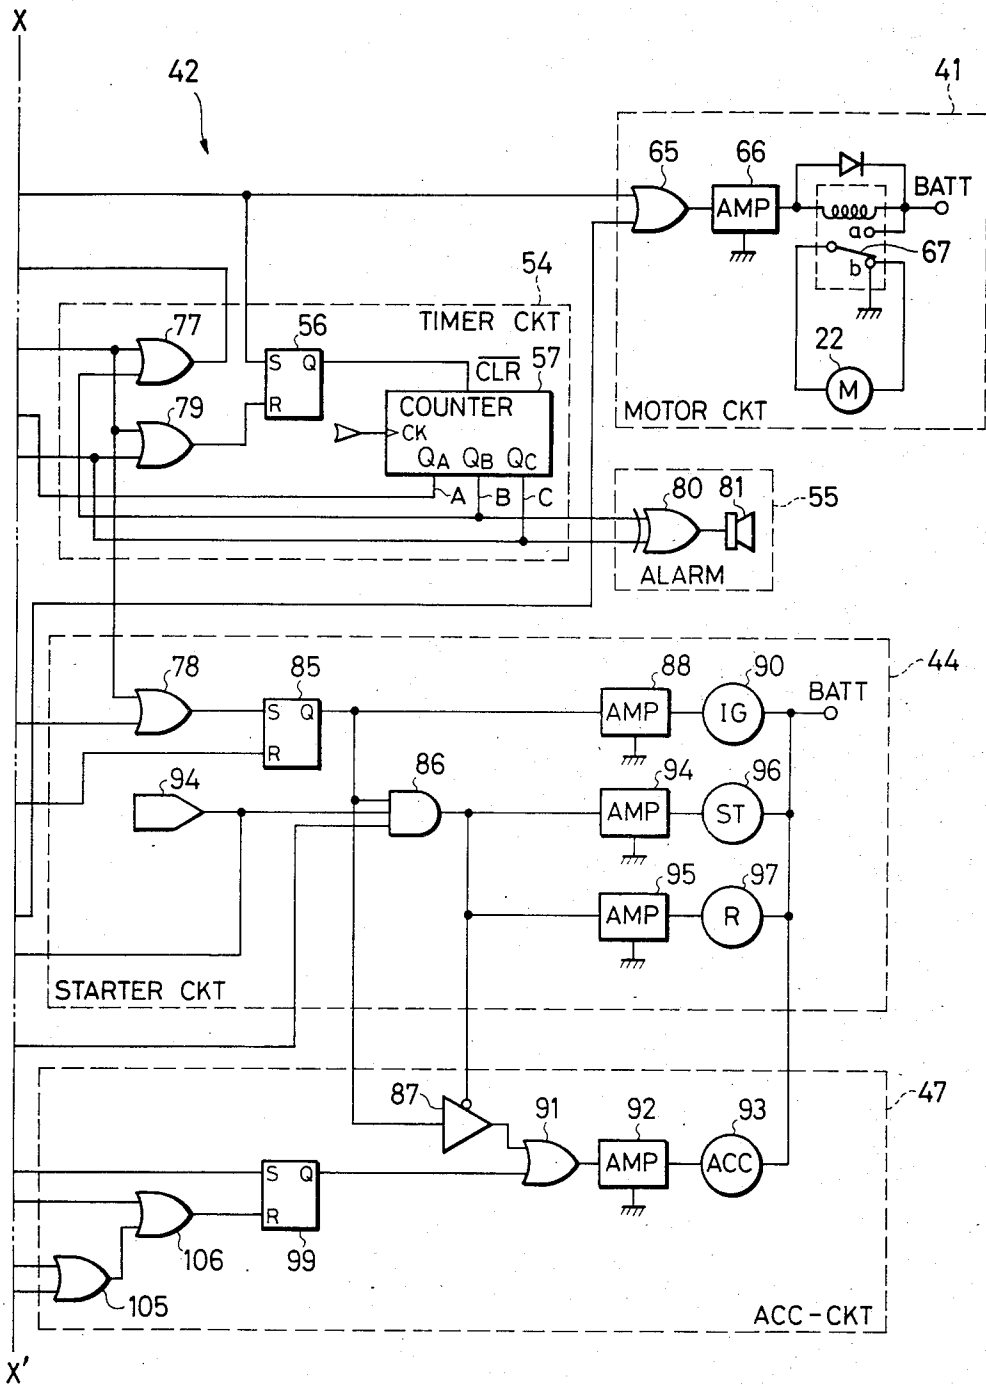 X
42
41
65
66
AMP
BATT
a
67
b
22
M
MOTOR CKT
54
TIMER CKT
77
56
S Q
R
CLR
57
COUNTER
CK
QA QB QC
79
A
B
C
80
81
55
ALARM
78
85
S Q
R
88
AMP
90
IG
BATT
44
94
86
94
AMP
96
ST
95
AMP
97
R
STARTER CKT
87
91
92
AMP
93
ACC
47
S Q
R
99
106
105
ACC-CKT
X'